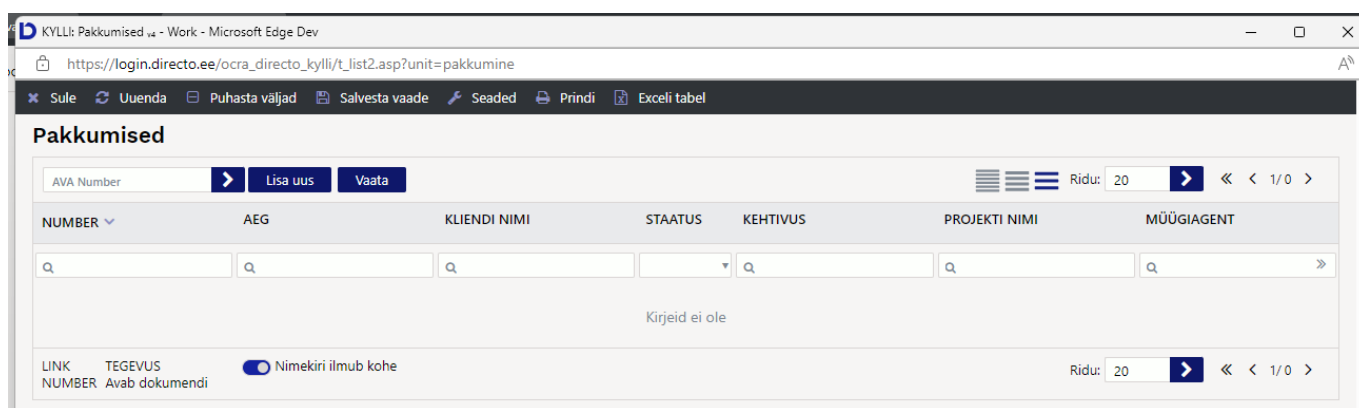 KYLLI: Pakkumised v4 - Work - Microsoft Edge Dev
https://login.directo.ee/ocra_directo_kylli/t_list2.asp?unit=pakkumine
Sule Uuenda Puhasta väljad Salvesta vaade Seaded Prindi Exceli tabel
Pakkumised
AVA Number Lisa uus Vaata Ridu: 20 1/0
NUMBER AEG KLIENDI NIMI STAATUS KEHTIVUS PROJEKTI NIMI MÜÜGIAGENT
Kirjeid ei ole
LINK TEGEVUS Nimekiri ilmub kohe
NUMBER Avab dokumendi Ridu: 20 1/0